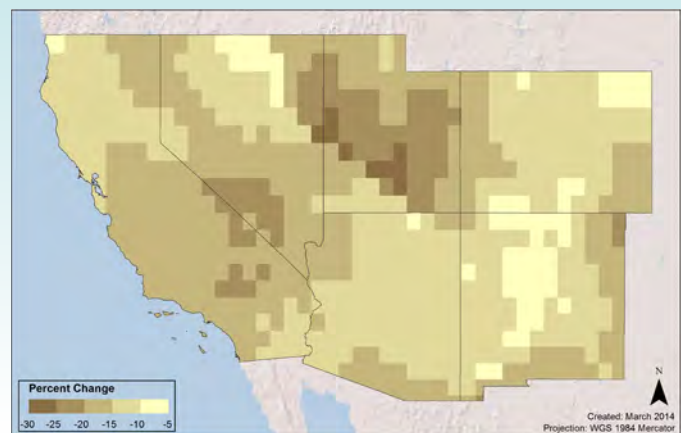 Percent Change
-30 -25 -20 -15 -10 -5
N
Created: March 2014
Projection: WGS 1984 Mercator